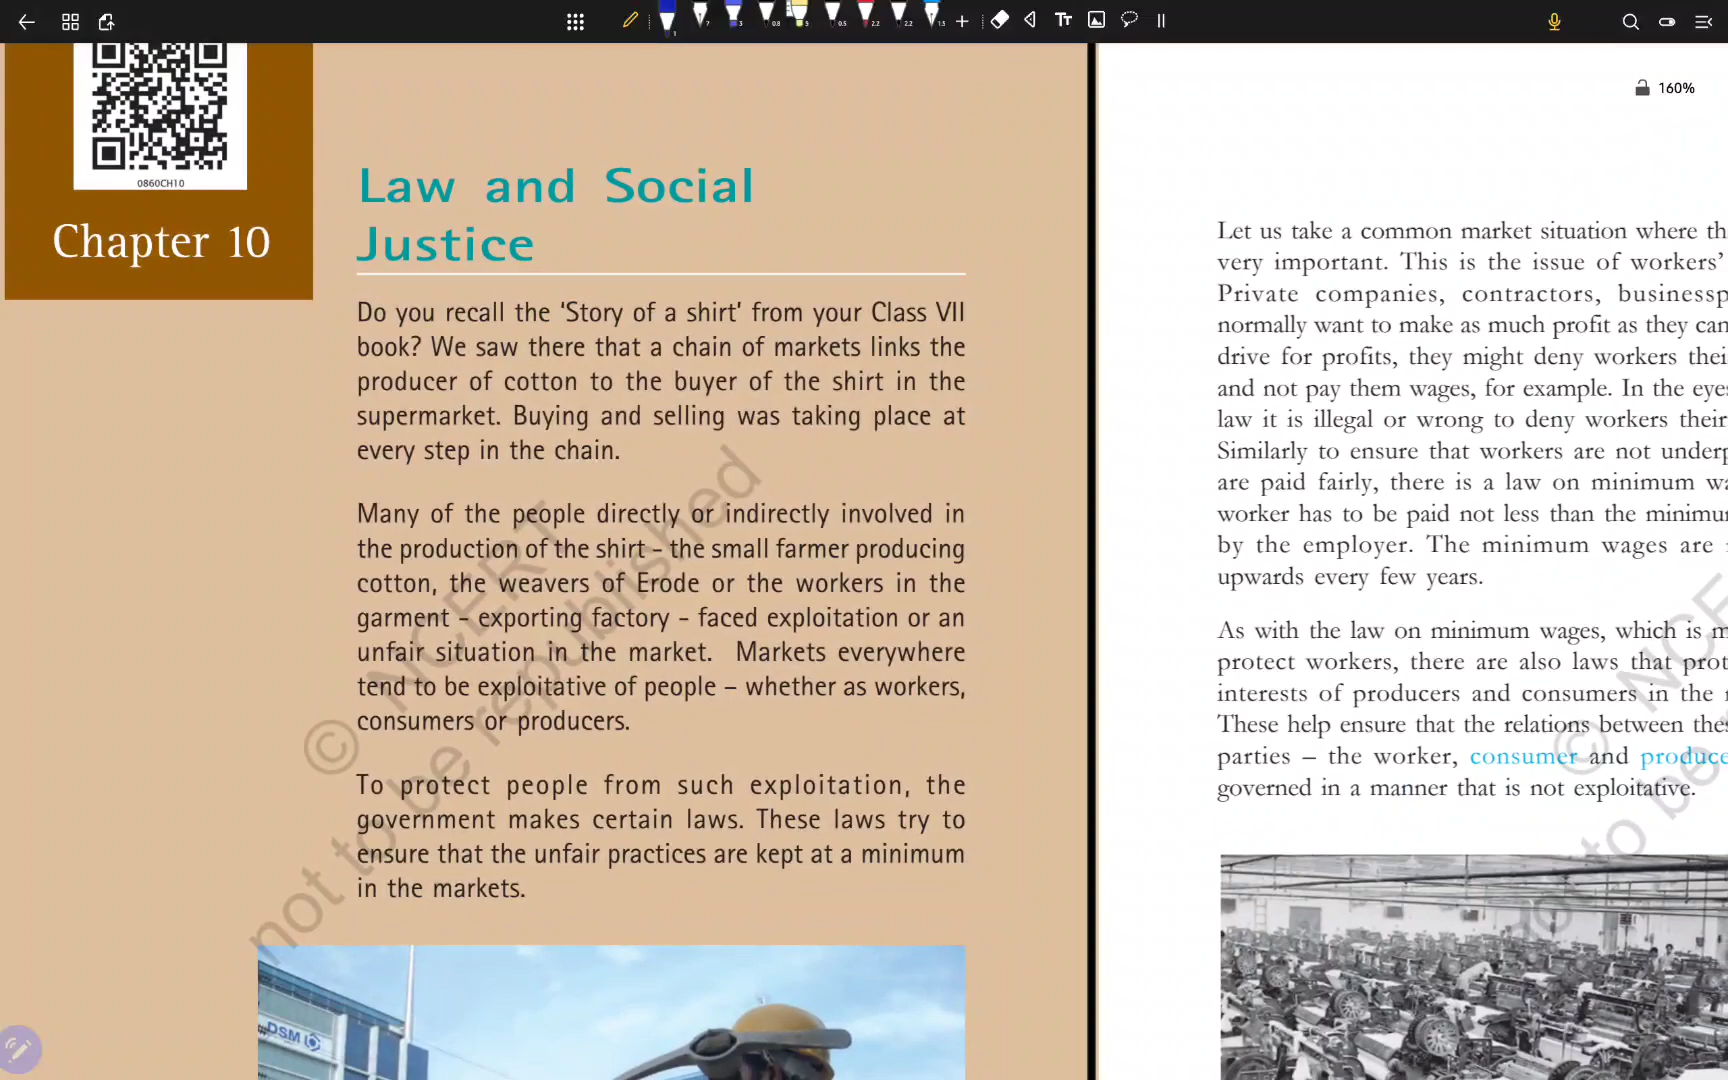 160%
0860CH10
Chapter 10
Law and Social
Justice
Do you recall the ‘Story of a shirt’ from your Class VII
book? We saw there that a chain of markets links the
producer of cotton to the buyer of the shirt in the
supermarket. Buying and selling was taking place at
every step in the chain.
Many of the people directly or indirectly involved in
the production of the shirt - the small farmer producing
cotton, the weavers of Erode or the workers in the
garment - exporting factory - faced exploitation or an
unfair situation in the market. Markets everywhere
tend to be exploitative of people – whether as workers,
consumers or producers.
To protect people from such exploitation, the
government makes certain laws. These laws try to
ensure that the unfair practices are kept at a minimum
in the markets.
© NCERT
not to be republished
DSM
Let us take a common market situation where
very important. This is the issue of workers’
Private companies, contractors,
normally want to make as much profit as they can
drive for profits, they might deny workers
and not pay them wages, for example. In the
law it is illegal or wrong to deny workers their
Similarly to ensure that workers are not
are paid fairly, there is a law on minimum
worker has to be paid not less than the
by the employer. The minimum wages are
upwards every few years.
As with the law on minimum wages, which is
protect workers, there are also laws that
interests of producers and consumers in the
These help ensure that the relations between
parties – the worker, consumer and
governed in a manner that is not exploitative.